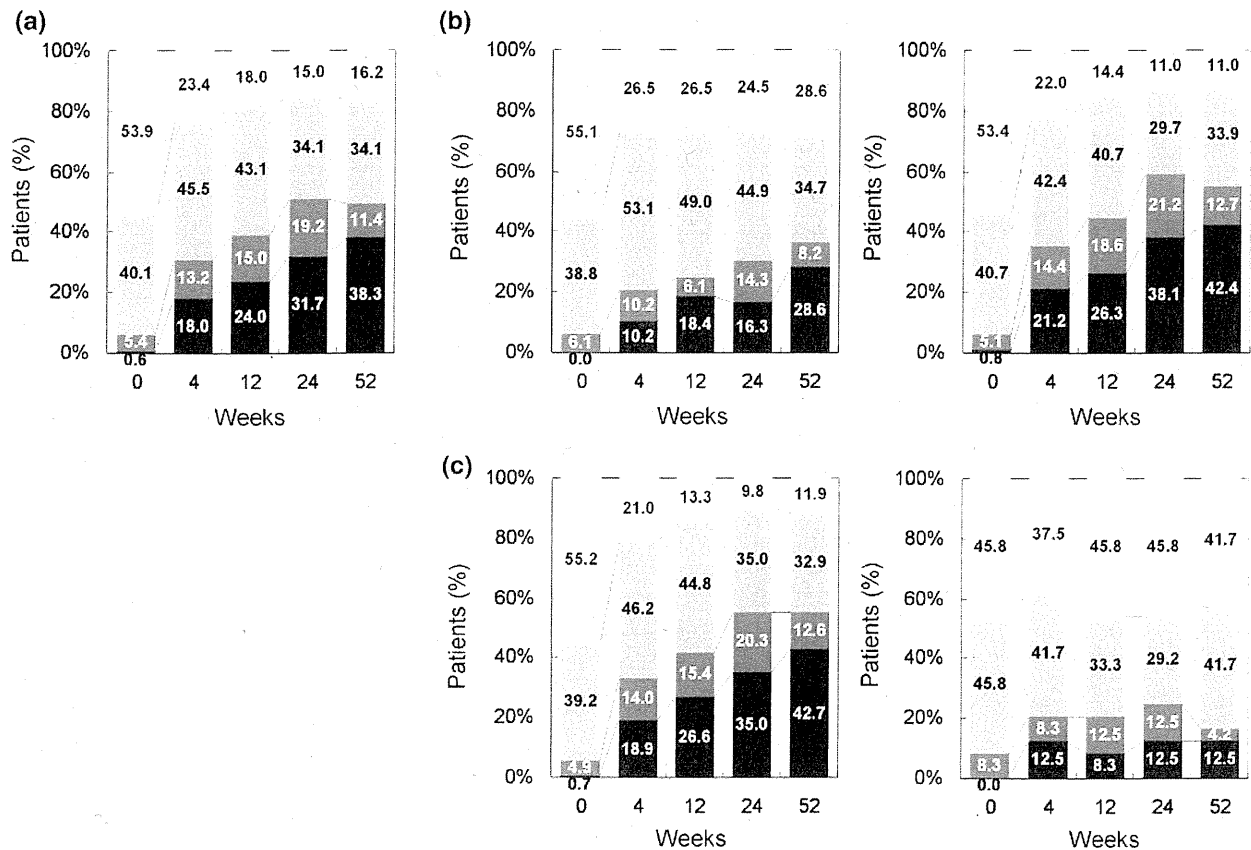 (a)
100%
80%
60%
40%
20%
0%
Patients (%)
53.9 23.4 18.0 15.0 16.2
40.1 45.5 43.1 34.1 34.1
5.4 13.2 15.0 19.2 11.4
0.6 18.0 24.0 31.7 38.3
0 4 12 24 52
Weeks
(b)
100%
80%
60%
40%
20%
0%
Patients (%)
55.1 26.5 26.5 24.5 28.6
38.8 53.1 49.0 44.9 34.7
6.1 10.2 6.1 14.3 8.2
0.0 10.2 18.4 16.3 28.6
0 4 12 24 52
Weeks
100%
80%
60%
40%
20%
0%
Patients (%)
53.4 22.0 14.4 11.0 11.0
40.7 42.4 40.7 29.7 33.9
5.1 14.4 18.6 21.2 12.7
0.8 21.2 26.3 38.1 42.4
0 4 12 24 52
Weeks
(c)
100%
80%
60%
40%
20%
0%
Patients (%)
55.2 21.0 13.3 9.8 11.9
39.2 46.2 44.8 35.0 32.9
4.9 14.0 15.4 20.3 12.6
0.7 18.9 26.6 35.0 42.7
0 4 12 24 52
Weeks
100%
80%
60%
40%
20%
0%
Patients (%)
45.8 37.5 45.8 45.8 41.7
45.8 41.7 33.3 29.2 41.7
8.3 8.3 12.5 12.5 4.2
0.0 12.5 8.3 12.5 12.5
0 4 12 24 52
Weeks